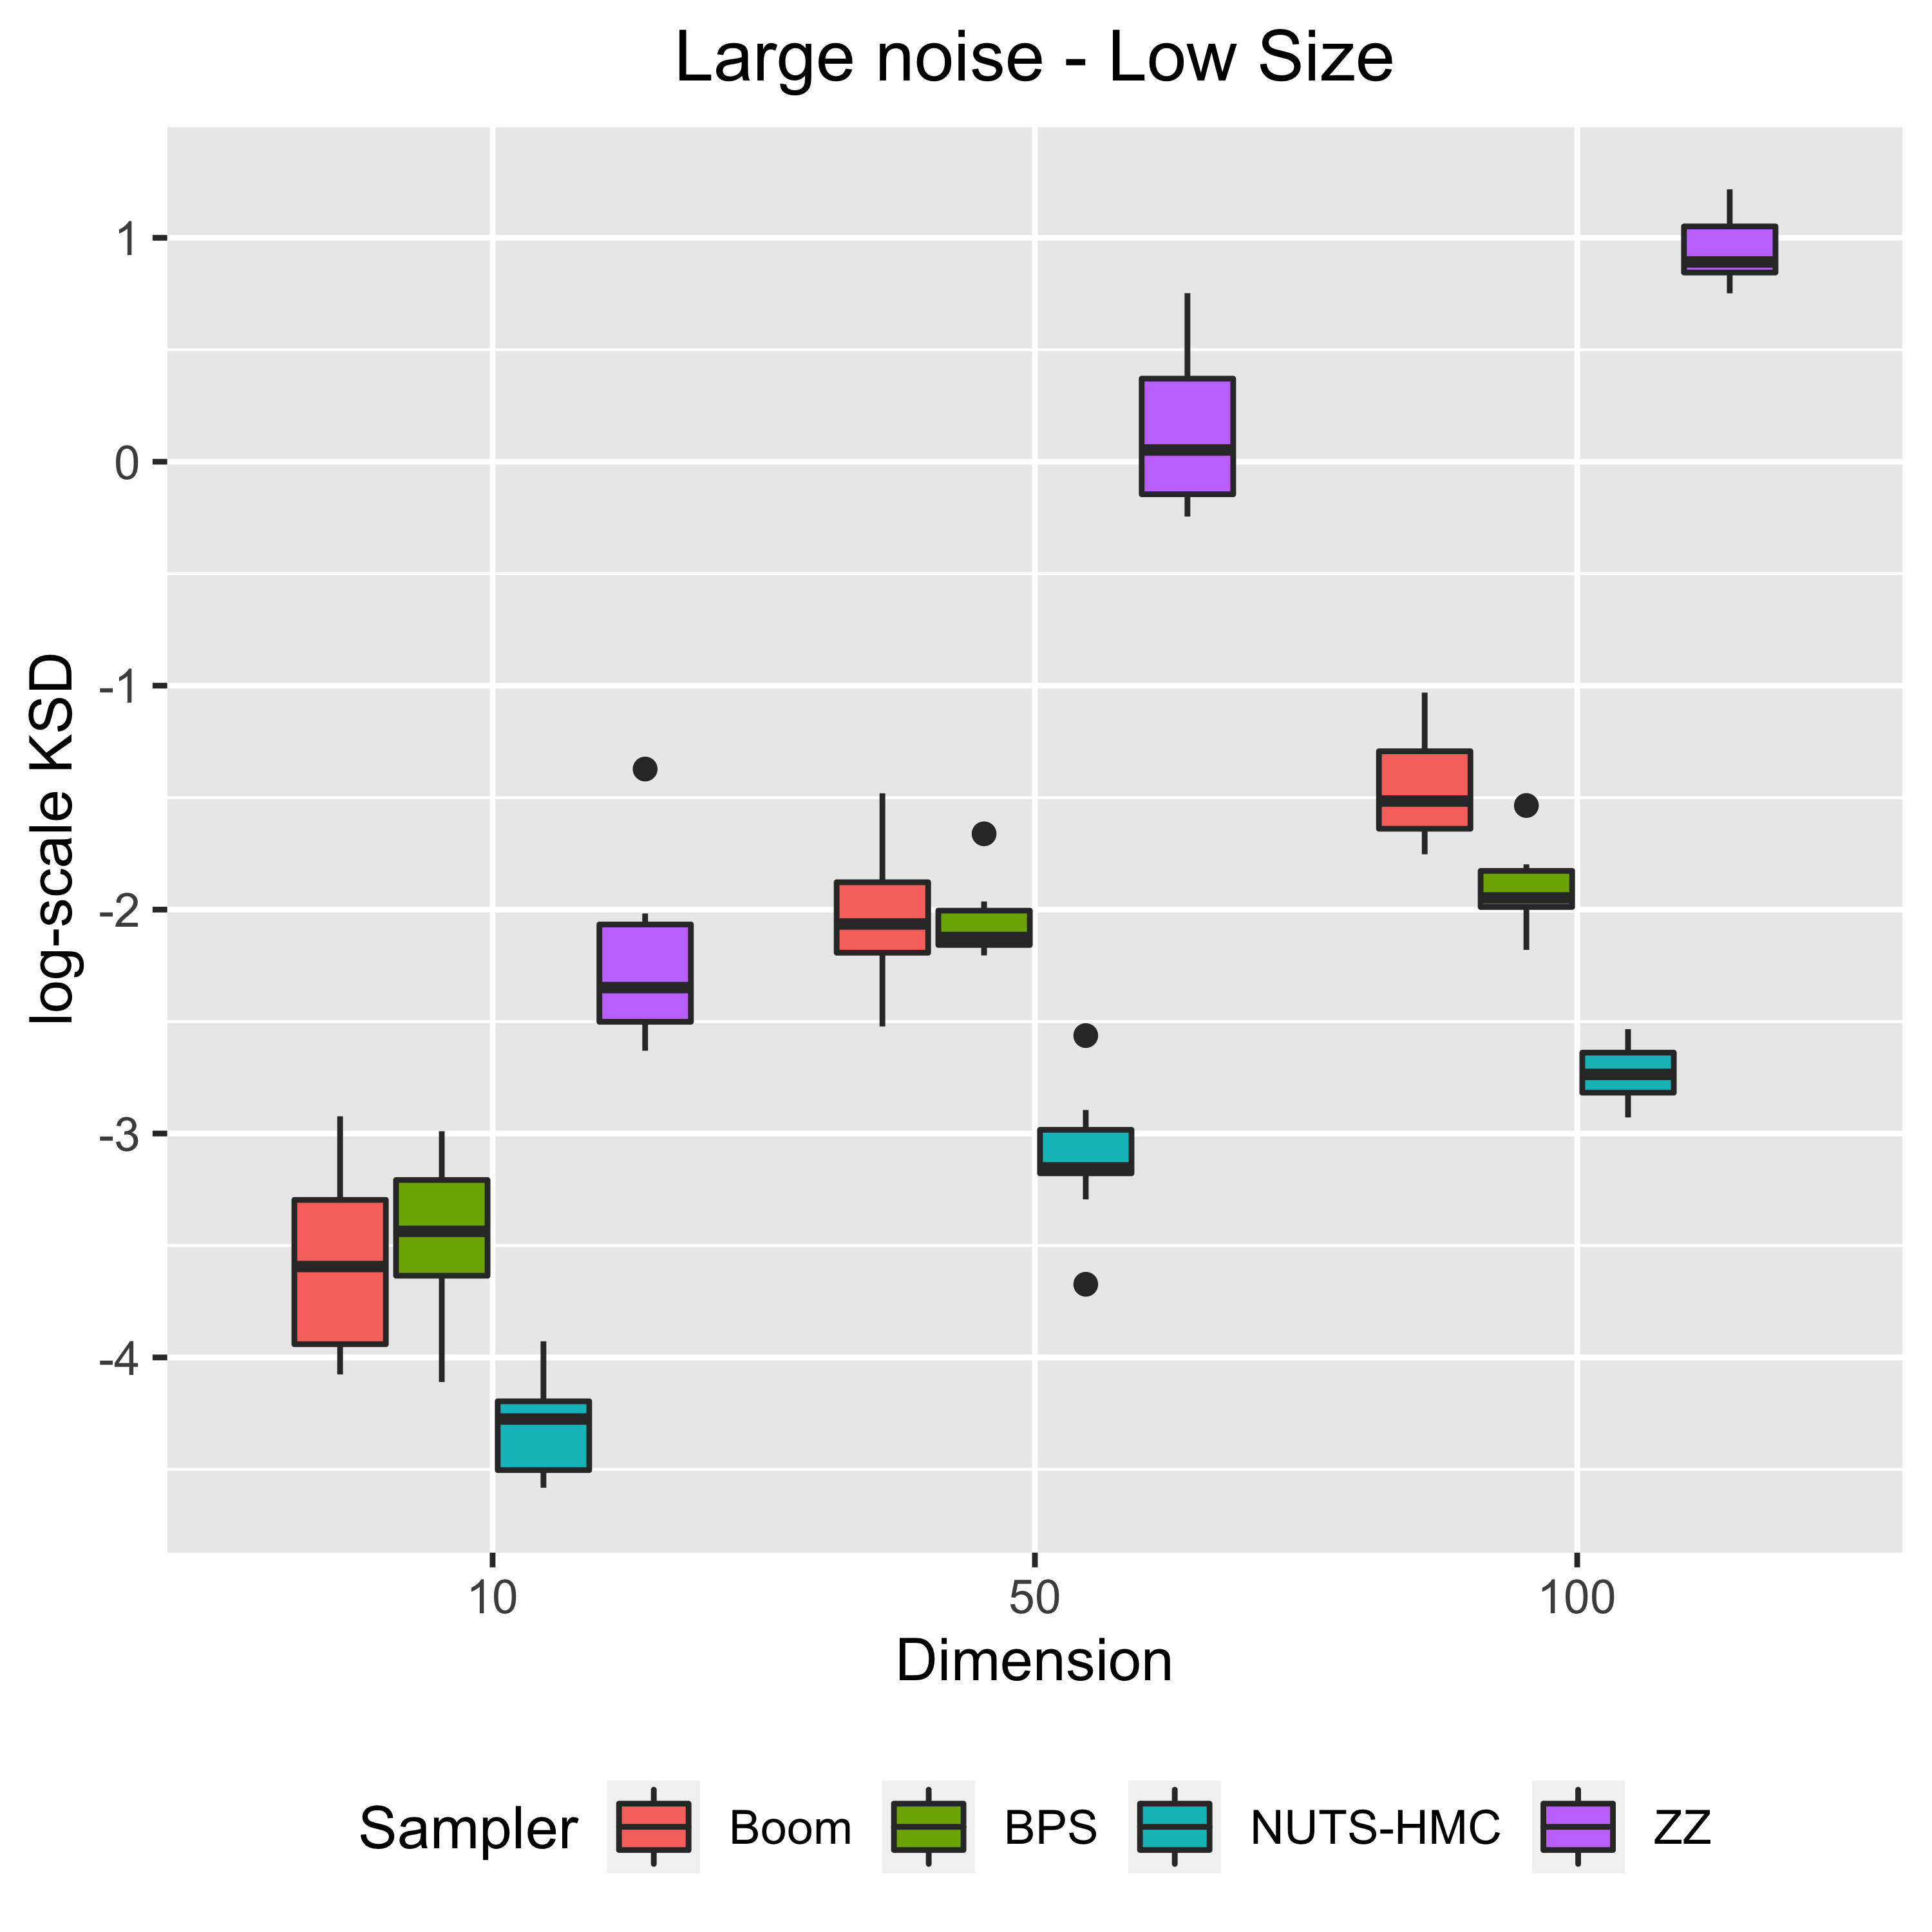 Large noise - Low Size
log-scale KSD
1
0
-1
-2
-3
-4
10 50 100
Dimension
Sampler Boom BPS NUTS-HMC ZZ